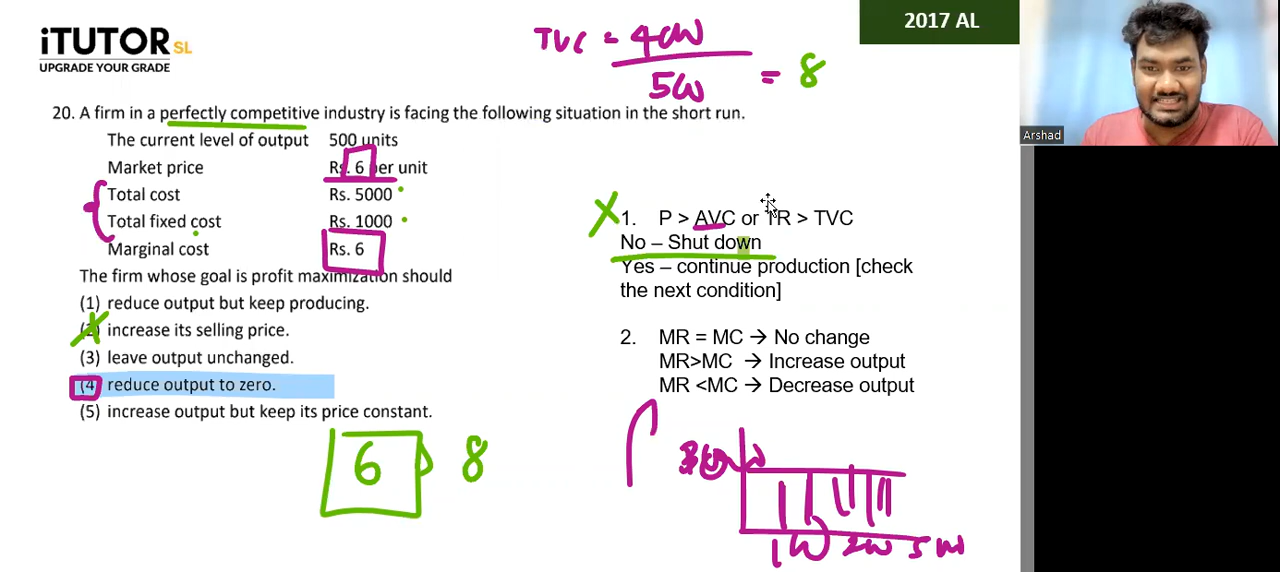 iTUTOR SL
UPGRADE YOUR GRADE
2017 AL
Arshad
TVC = 4000
500
= 8
20. A firm in a perfectly competitive industry is facing the following situation in the short run.
The current level of output 500 units
Market price Rs. 6 per unit
Total cost Rs. 5000
Total fixed cost Rs. 1000
Marginal cost Rs. 6
The firm whose goal is profit maximization should
(1) reduce output but keep producing.
(2) increase its selling price.
(3) leave output unchanged.
(4) reduce output to zero.
(5) increase output but keep its price constant.
6 > 8
X 1. P > AVC or TR > TVC
No – Shut down
Yes – continue production [check
the next condition]
2. MR = MC → No change
MR>MC → Increase output
MR <MC → Decrease output